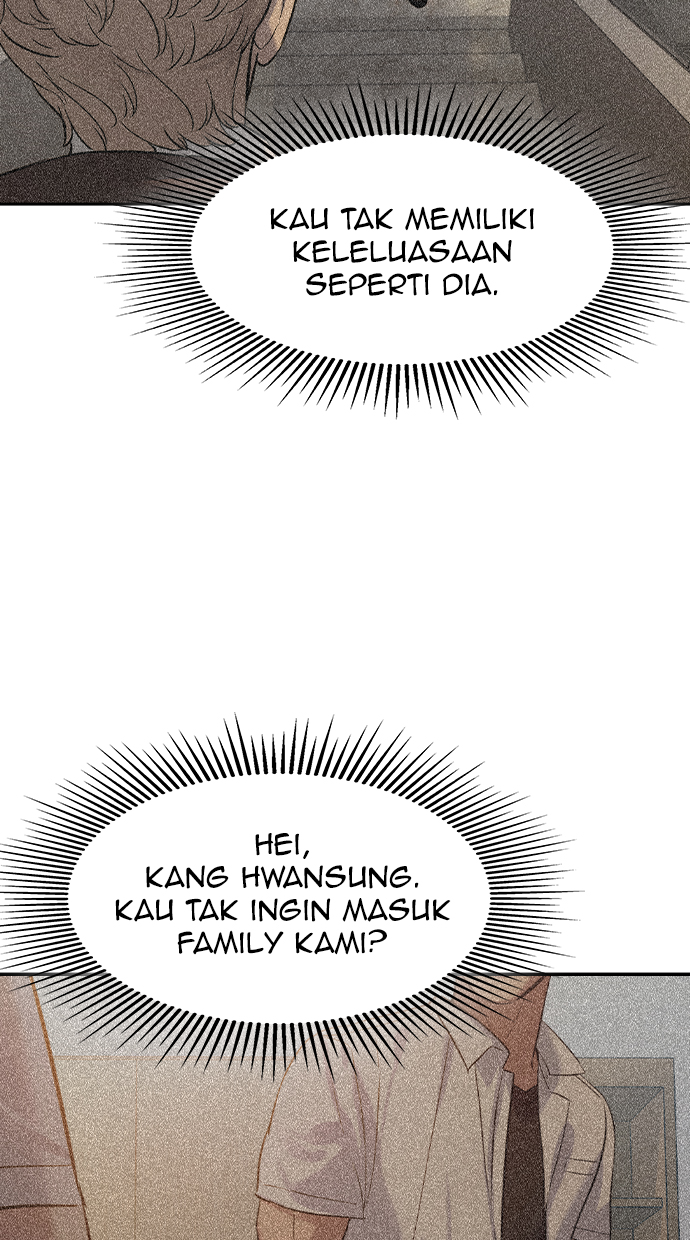 KAU TAK MEMILIKI
KELELUASAAN
SEPERTI DIA.
HEI,
KANG HWANSUNG.
KAU TAK INGIN MASUK
FAMILY KAMI?